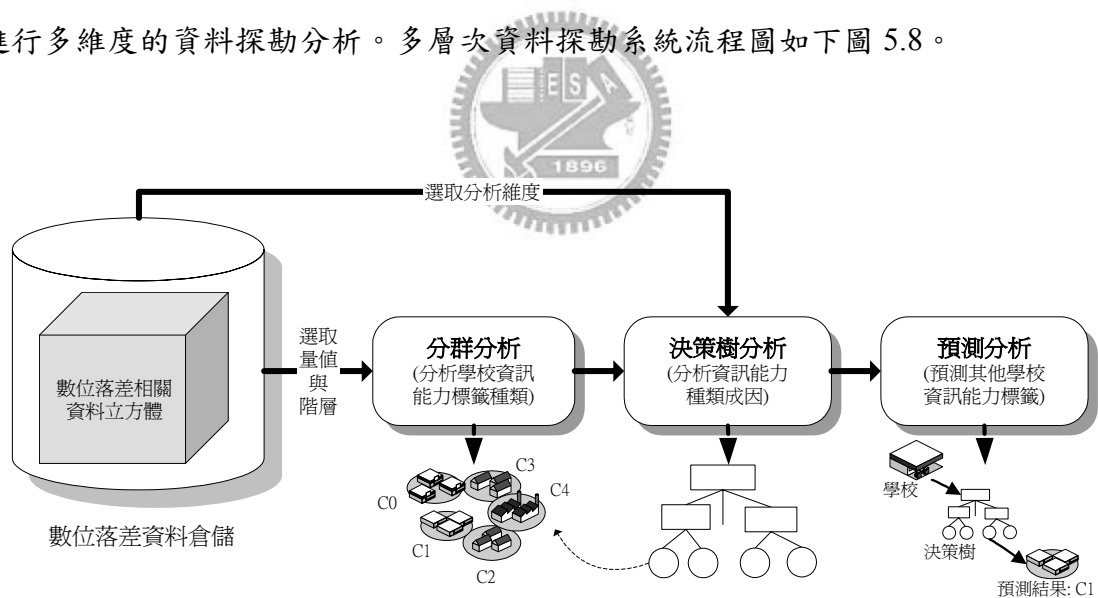 進行多維度的資料探勘分析。多層次資料探勘系統流程圖如下圖 5.8。
E S A
1896
選取分析維度
數位落差相關
資料立方體
數位落差資料倉儲
選取
量值
與
階層
分群分析
(分析學校資訊
能力標籤種類)
決策樹分析
(分析資訊能力
種類成因)
預測分析
(預測其他學校
資訊能力標籤)
C0
C1
C2
C3
C4
學校
決策樹
預測結果: C1